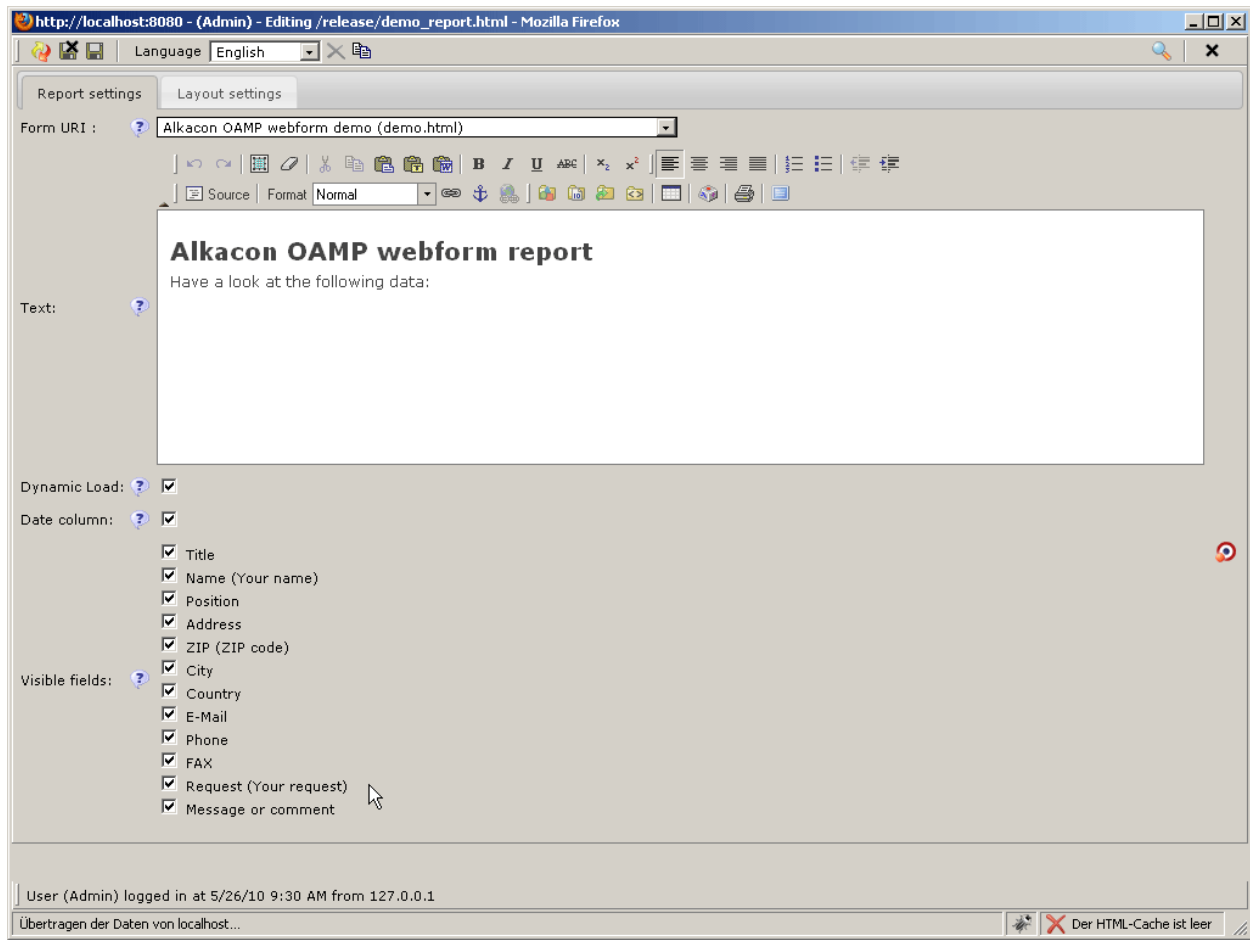 http://localhost:8080 - (Admin) - Editing /release/demo_report.html - Mozilla Firefox
Language English
Report settings Layout settings
Form URI : ? Alkacon OAMP webform demo (demo.html)
B I U ABC ×₂ ×²
Source Format Normal
Alkacon OAMP webform report
Have a look at the following data:
Text: ?
Dynamic Load: ?
Date column: ?
Title
Name (Your name)
Position
Address
ZIP (ZIP code)
City
Visible fields: ?
Country
E-Mail
Phone
FAX
Request (Your request)
Message or comment
User (Admin) logged in at 5/26/10 9:30 AM from 127.0.0.1
Übertragen der Daten von localhost... Der HTML-Cache ist leer